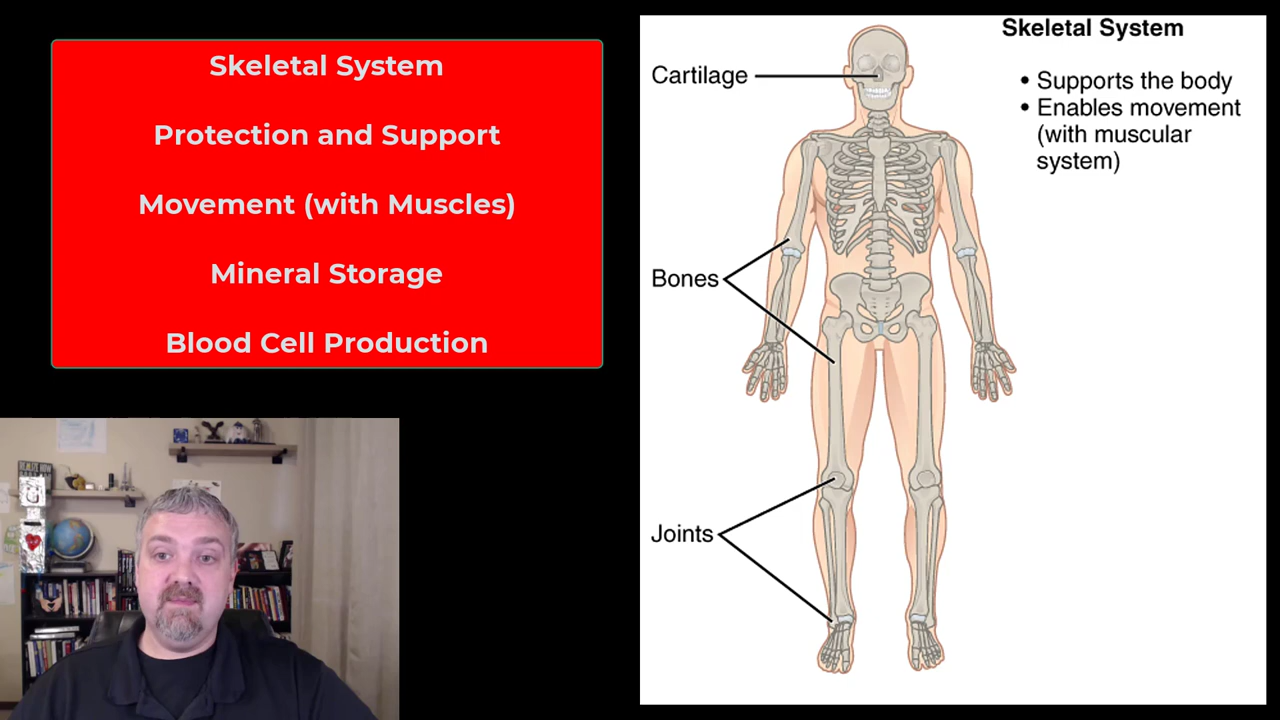 Skeletal System
Protection and Support
Movement (with Muscles)
Mineral Storage
Blood Cell Production
Skeletal System
• Supports the body
• Enables movement
(with muscular
system)
Cartilage
Bones
Joints